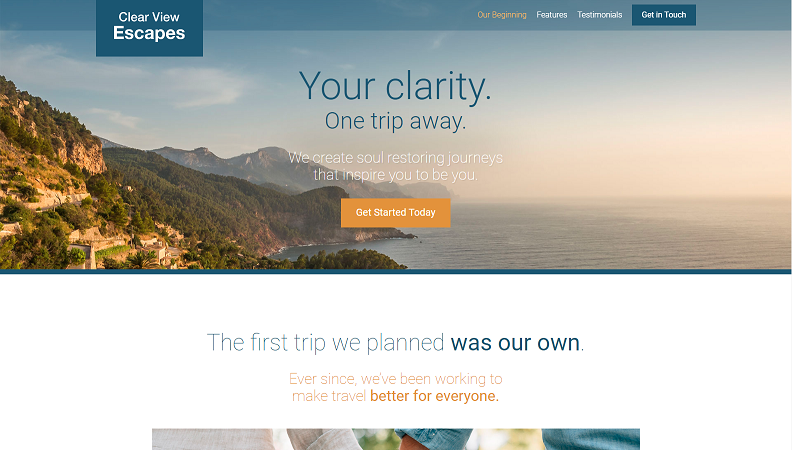 Clear View
Escapes
Our Beginning
Features
Testimonials
Get in Touch
Your clarity.
One trip away.
We create soul restoring journeys
that inspire you to be you.
Get Started Today
The first trip we planned was our own.
Ever since, we've been working to
make travel better for everyone.